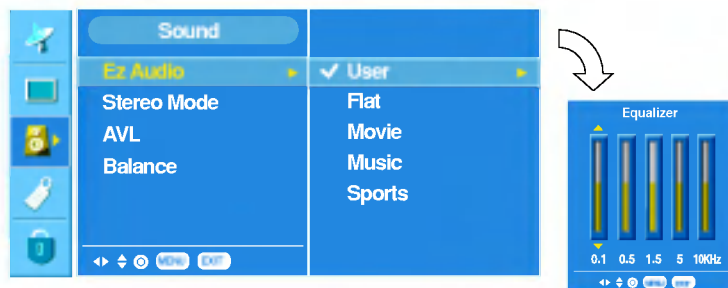 Sound
Ez Audio
Stereo Mode
AVL
Balance
MENU EXIT
User
Flat
Movie
Music
Sports
Equalizer
0.1 0.5 1.5 5 10KHz
MENU EXIT